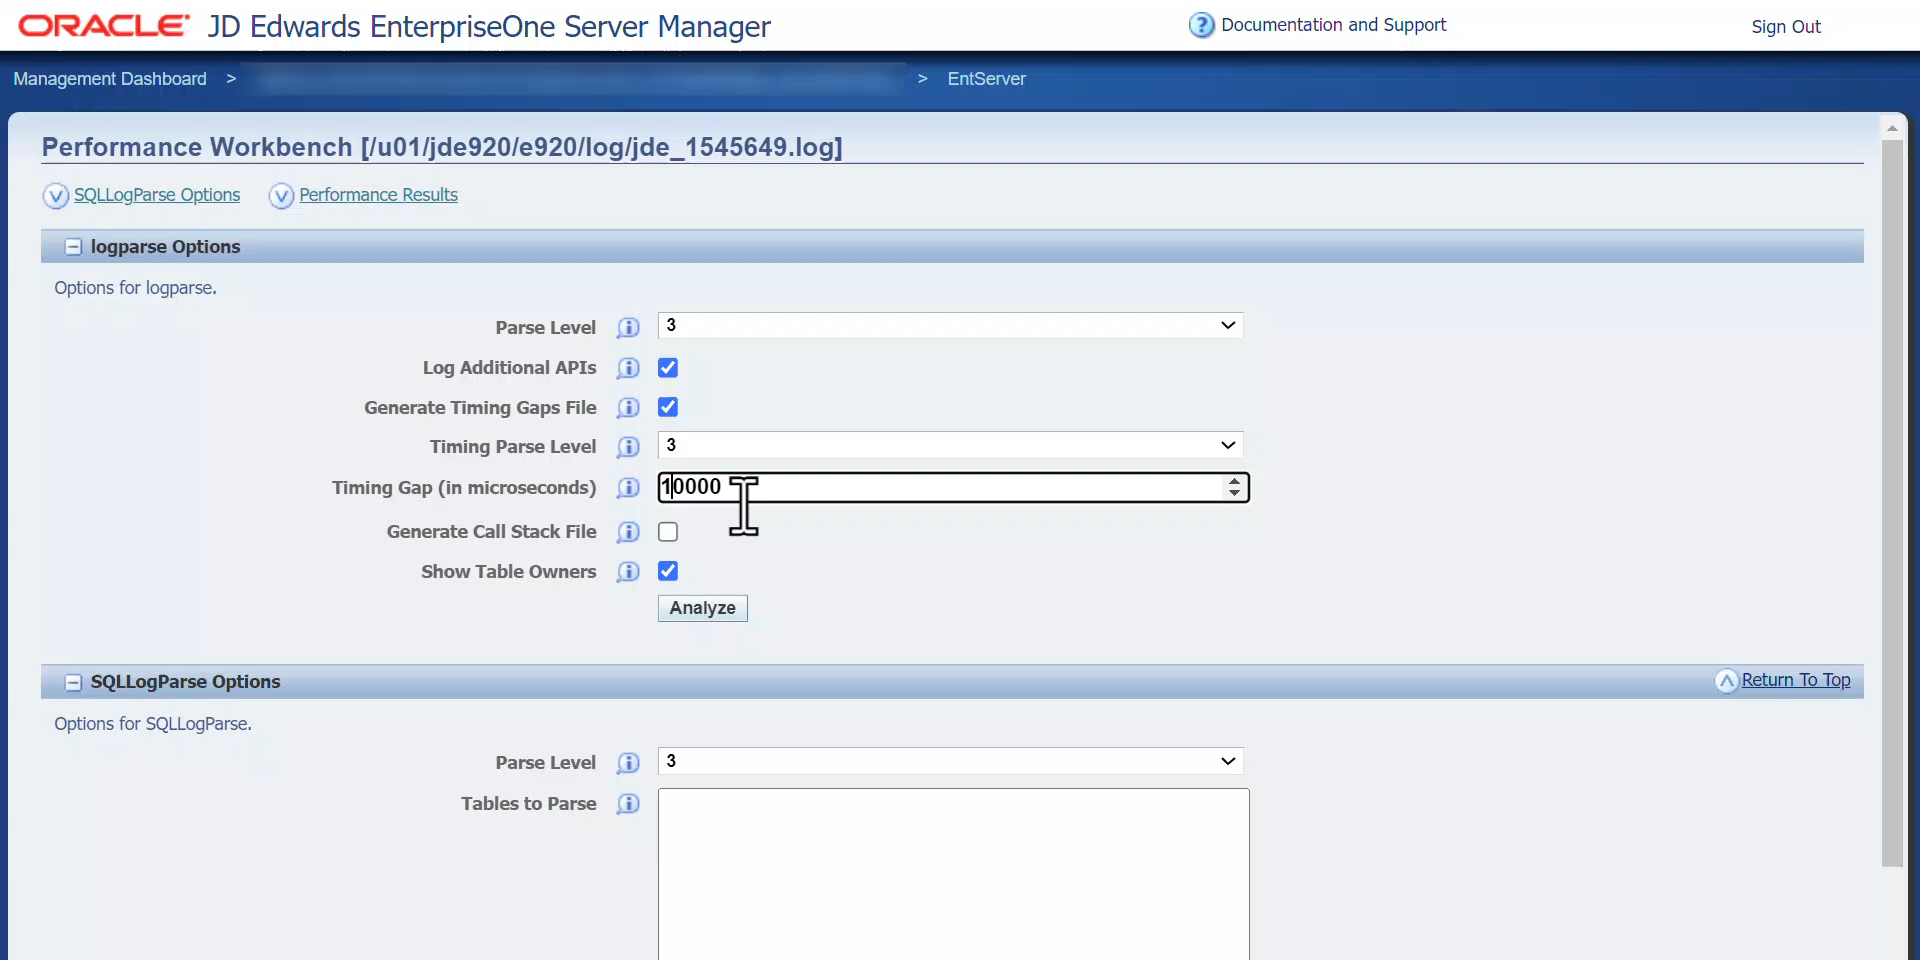 ORACLE JD Edwards EnterpriseOne Server Manager
Documentation and Support
Sign Out
Management Dashboard > > EntServer
Performance Workbench [/u01/jde920/e920/log/jde_1545649.log]
SQLLogParse Options Performance Results
logparse Options
Options for logparse.
Parse Level 3
Log Additional APIs
Generate Timing Gaps File
Timing Parse Level 3
Timing Gap (in microseconds) 10000
Generate Call Stack File
Show Table Owners
Analyze
SQLLogParse Options Return To Top
Options for SQLLogParse.
Parse Level 3
Tables to Parse